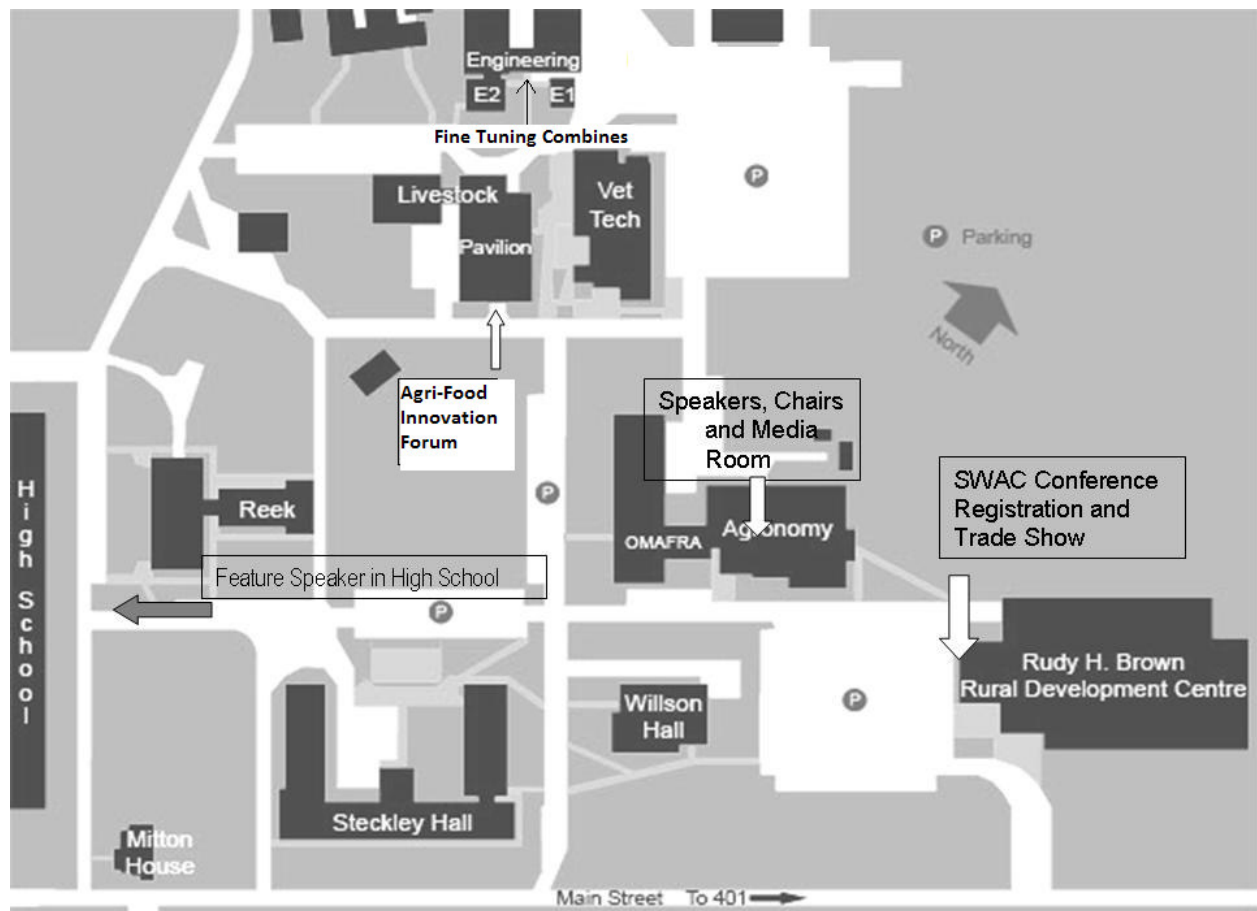 Engineering
E2
E1
Fine Tuning Combines
Livestock
Pavilion
Vet
Tech
P
P Parking
North
Agri-Food
Innovation
Forum
Speakers, Chairs
and Media
Room
SWAC Conference
Registration and
Trade Show
High School
Reek
P
OMAFRA
Agronomy
Feature Speaker in High School
P
Rudy H. Brown
Rural Development Centre
Willson
Hall
P
Steckley Hall
Mitton
House
Main Street To 401